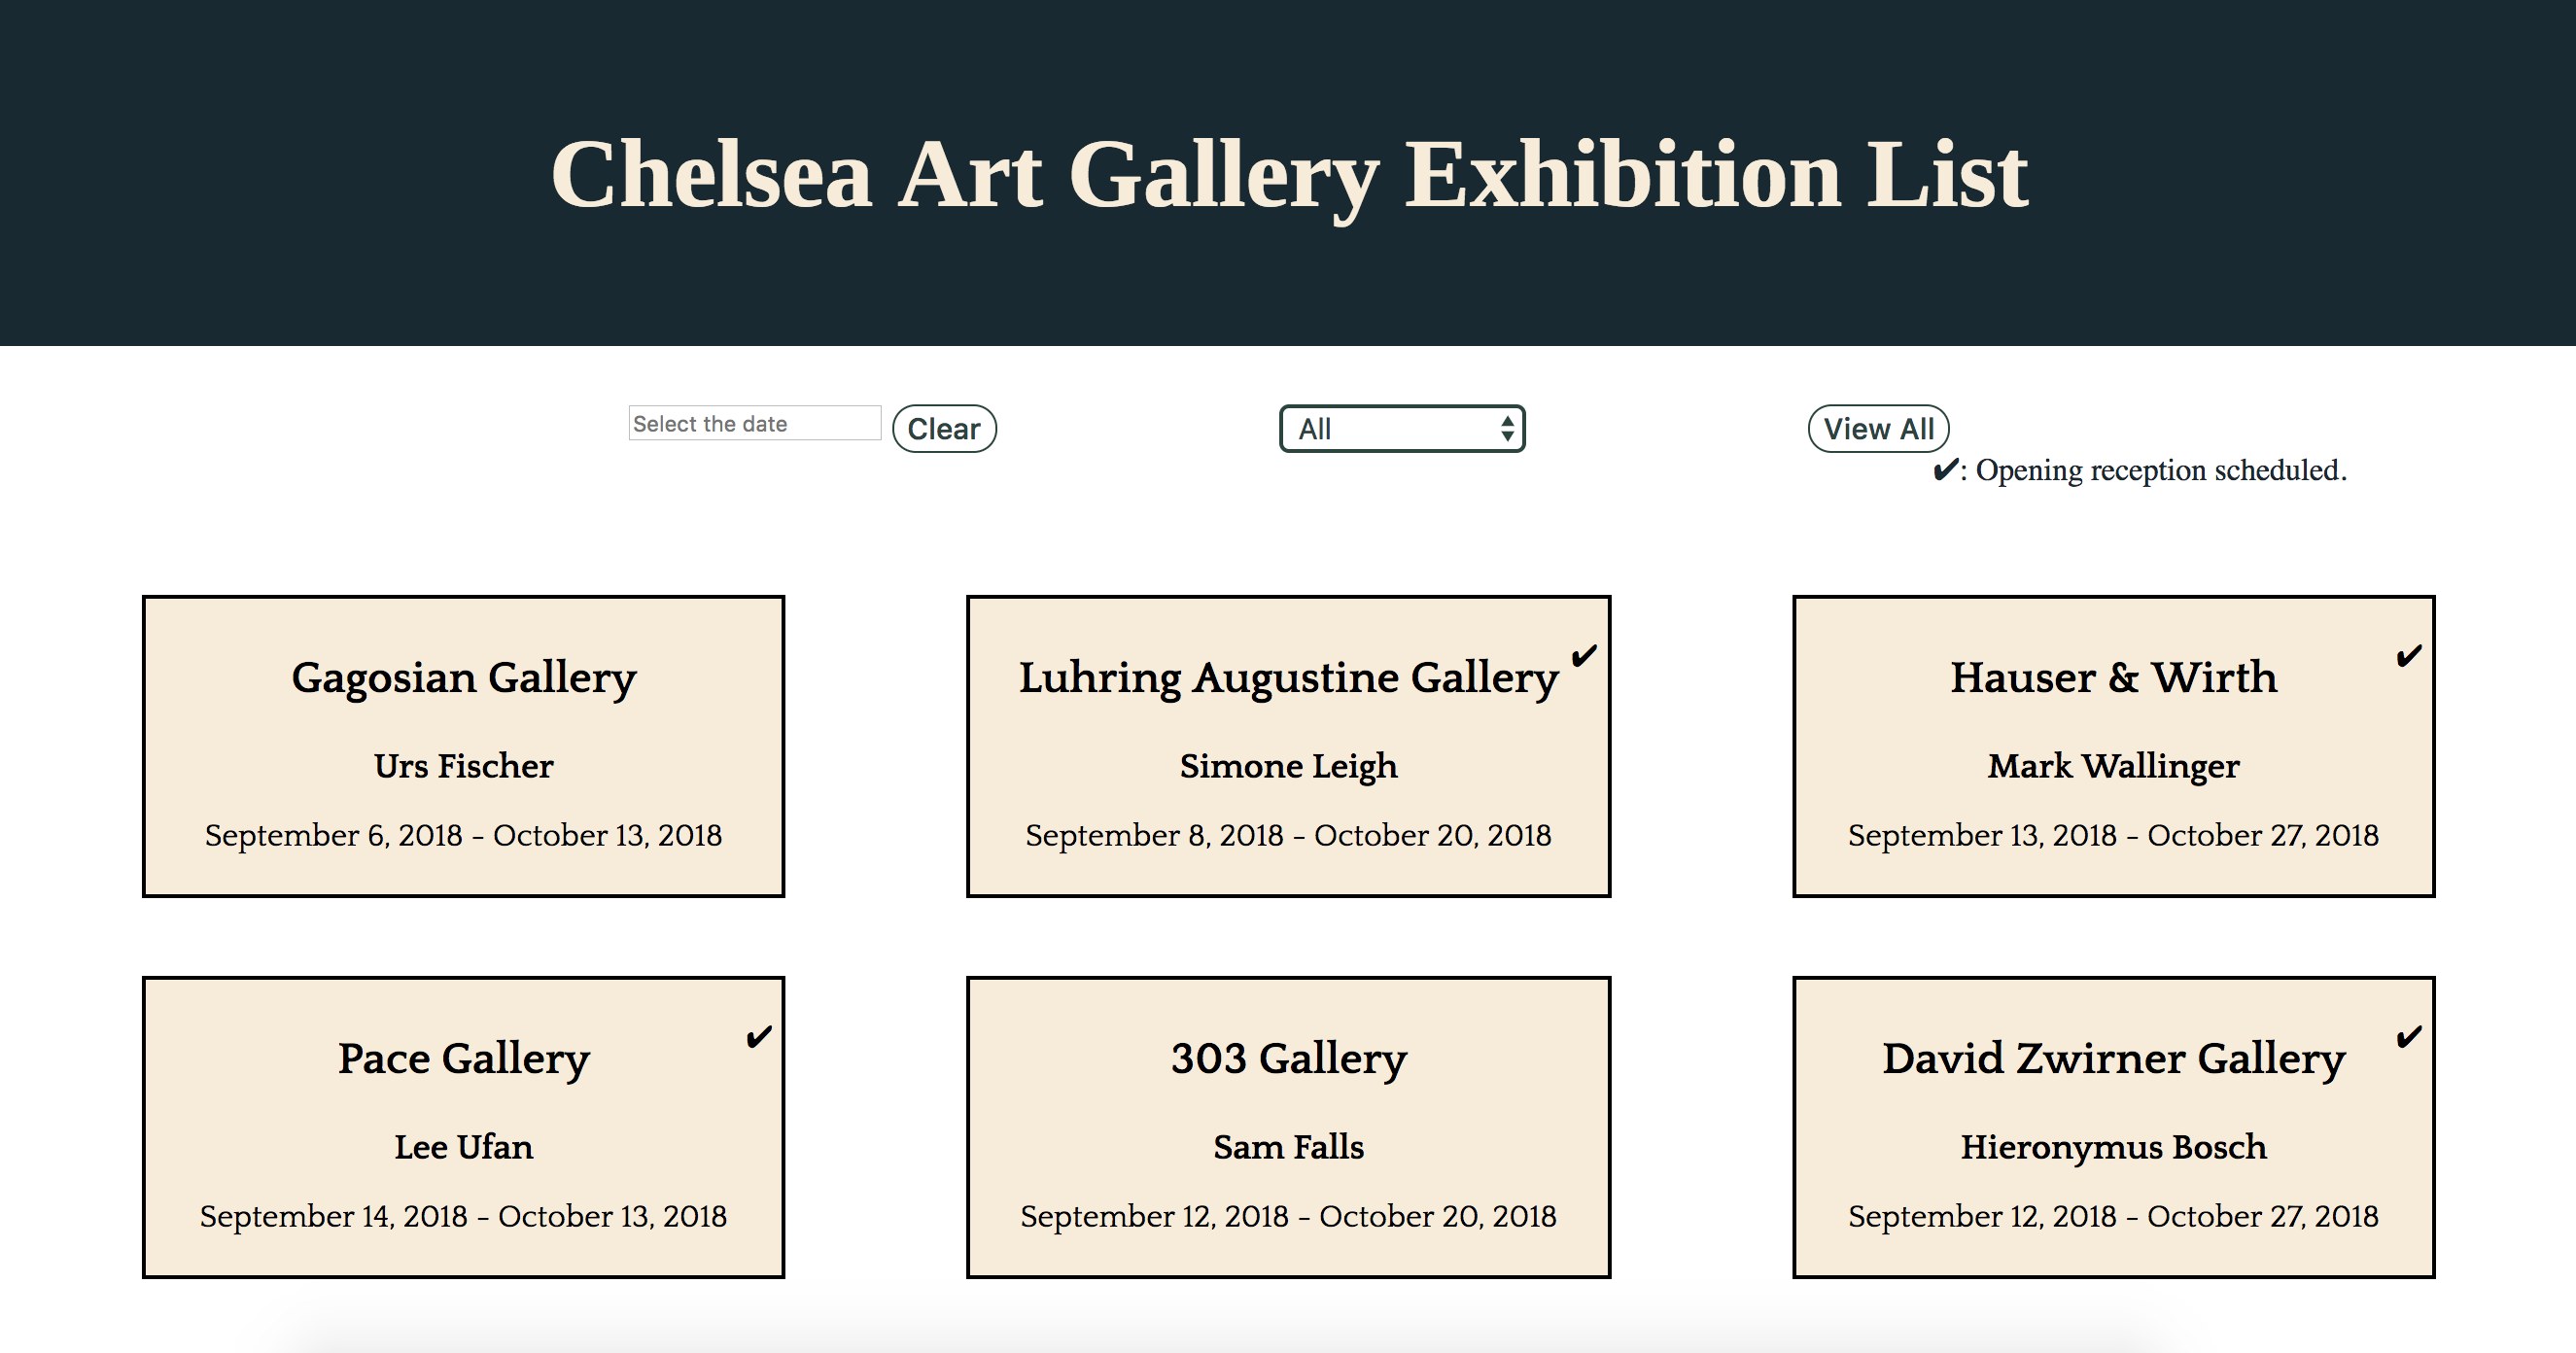 Chelsea Art Gallery Exhibition List
Select the date Clear All View All
✔: Opening reception scheduled.
Gagosian Gallery
Urs Fischer
September 6, 2018 - October 13, 2018
Luhring Augustine Gallery ✔
Simone Leigh
September 8, 2018 - October 20, 2018
Hauser & Wirth ✔
Mark Wallinger
September 13, 2018 - October 27, 2018
Pace Gallery ✔
Lee Ufan
September 14, 2018 - October 13, 2018
303 Gallery
Sam Falls
September 12, 2018 - October 20, 2018
David Zwirner Gallery ✔
Hieronymus Bosch
September 12, 2018 - October 27, 2018